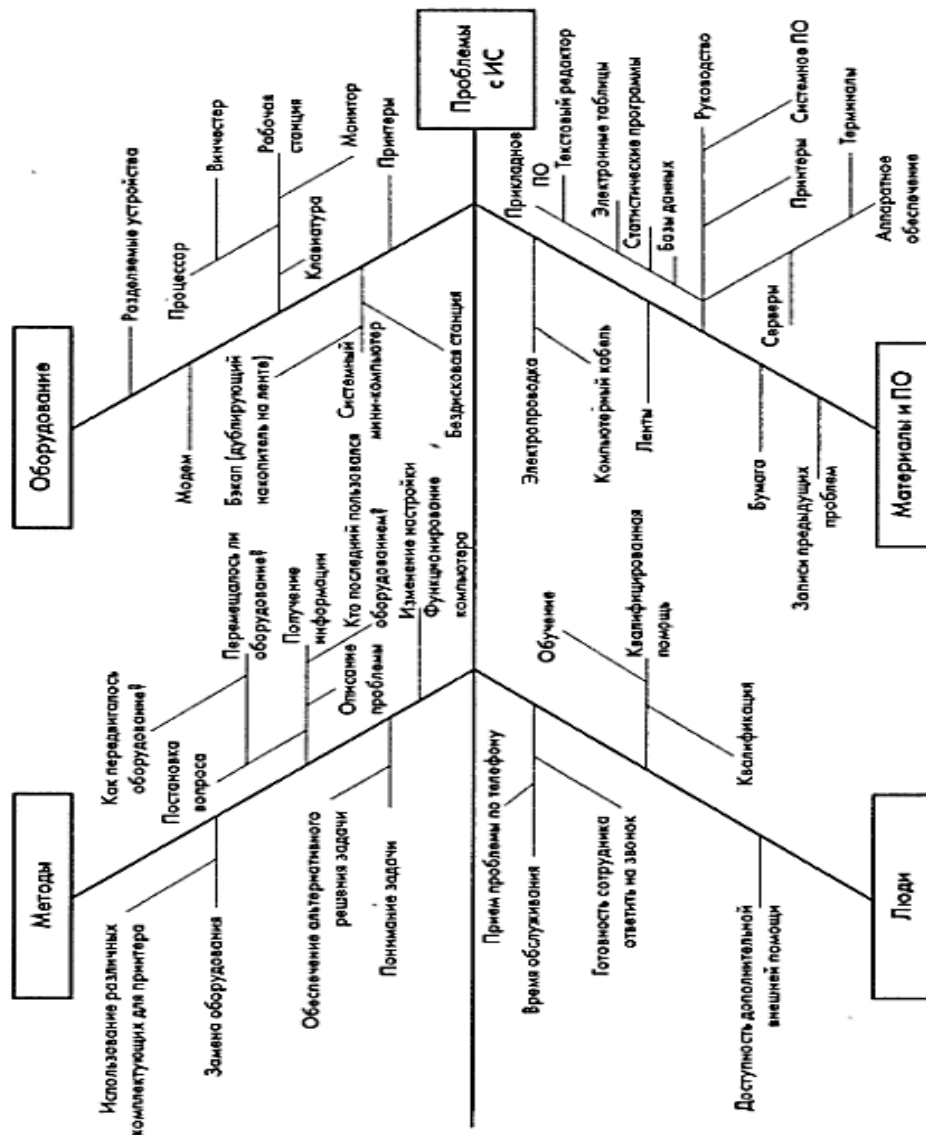 Методы
Оборудование
Проблемы
с ИС
Люди
Материалы и ПО
Использование различных
комплектующих для принтера
Замена оборудования
Как передвигалось
оборудование?
Перемещалось ли
оборудование?
Постановка
вопроса
Получение
информации
Описание
проблемы
Кто последний пользовался
оборудованием?
Обеспечение альтернативного
решения задачи
Понимание задачи
Изменение настройки
Функционирование
компьютера
Разделяемые устройства
Модем
Процессор
Винчестер
Рабочая
станция
Монитор
Клавиатура
Бэкап (дублирующий
накопитель на ленте)
Системный
мини-компьютер
Бездисковая станция
Принтеры
Прием проблемы по телефону
Время обслуживания
Готовность сотрудника
ответить на звонок
Обучение
Квалифицированная
помощь
Квалификация
Доступность дополнительной
внешней помощи
Электропроводка
Компьютерный кабель
Ленты
Бумага
Записи предыдущих
проблем
Прикладное
ПО
Текстовый редактор
Электронные таблицы
Статистические программы
Базы данных
Руководство
Системное ПО
Принтеры
Терминалы
Серверы
Аппаратное
обеспечение